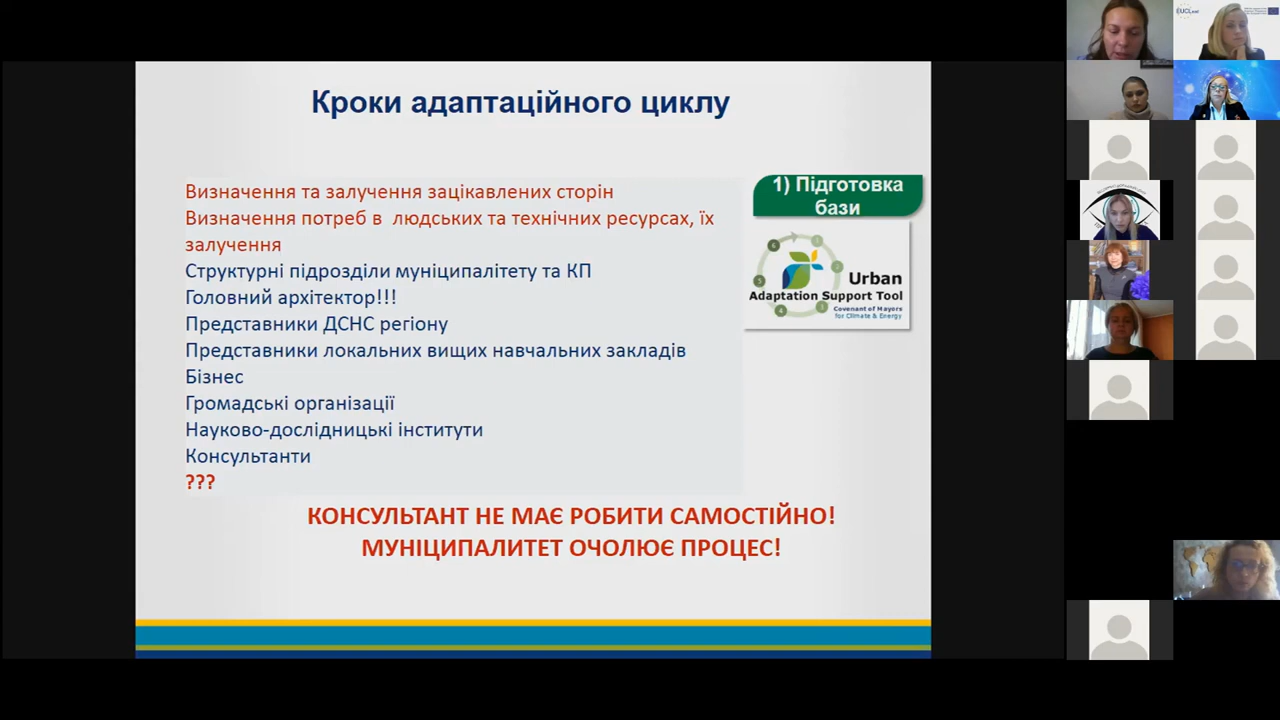 Кроки адаптаційного циклу
Визначення та залучення зацікавлених сторін
Визначення потреб в людських та технічних ресурсах, їх
залучення
Структурні підрозділи муніципалітету та КП
Головний архітектор!!!
Представники ДСНС регіону
Представники локальних вищих навчальних закладів
Бізнес
Громадські організації
Науково-дослідницькі інститути
Консультанти
???
КОНСУЛЬТАНТ НЕ МАЄ РОБИТИ САМОСТІЙНО!
МУНІЦИПАЛИТЕТ ОЧОЛЮЄ ПРОЦЕС!
1) Підготовка
бази
Urban
Adaptation Support Tool
Covenant of Mayors
for Climate & Energy